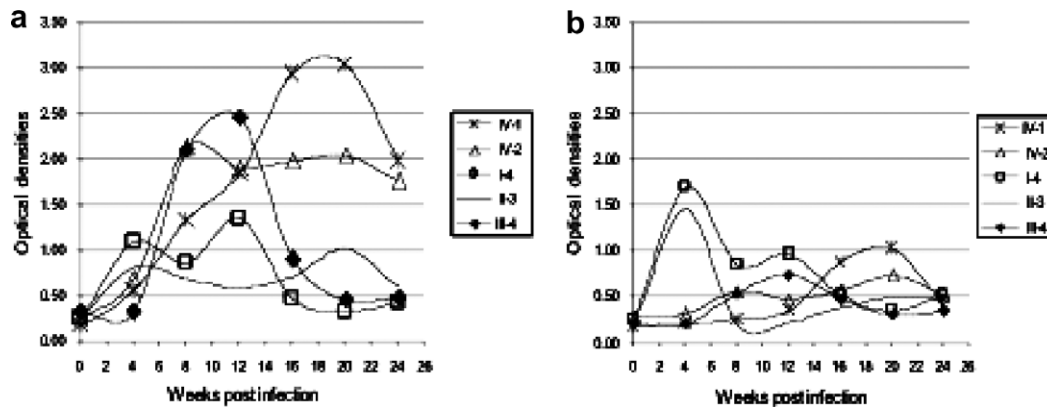 a
3.50
3.00
2.50
2.00
1.50
1.00
0.50
0.00
Optical densities
0 2 4 6 8 10 12 14 16 18 20 22 24 26
Weeks post infection
IV-1
IV-2
I-4
II-3
III-4
b
3.50
3.00
2.50
2.00
1.50
1.00
0.50
0.00
Optical densities
0 2 4 6 8 10 12 14 16 18 20 22 24 26
Weeks post infection
IV-1
IV-2
I-4
II-3
III-4